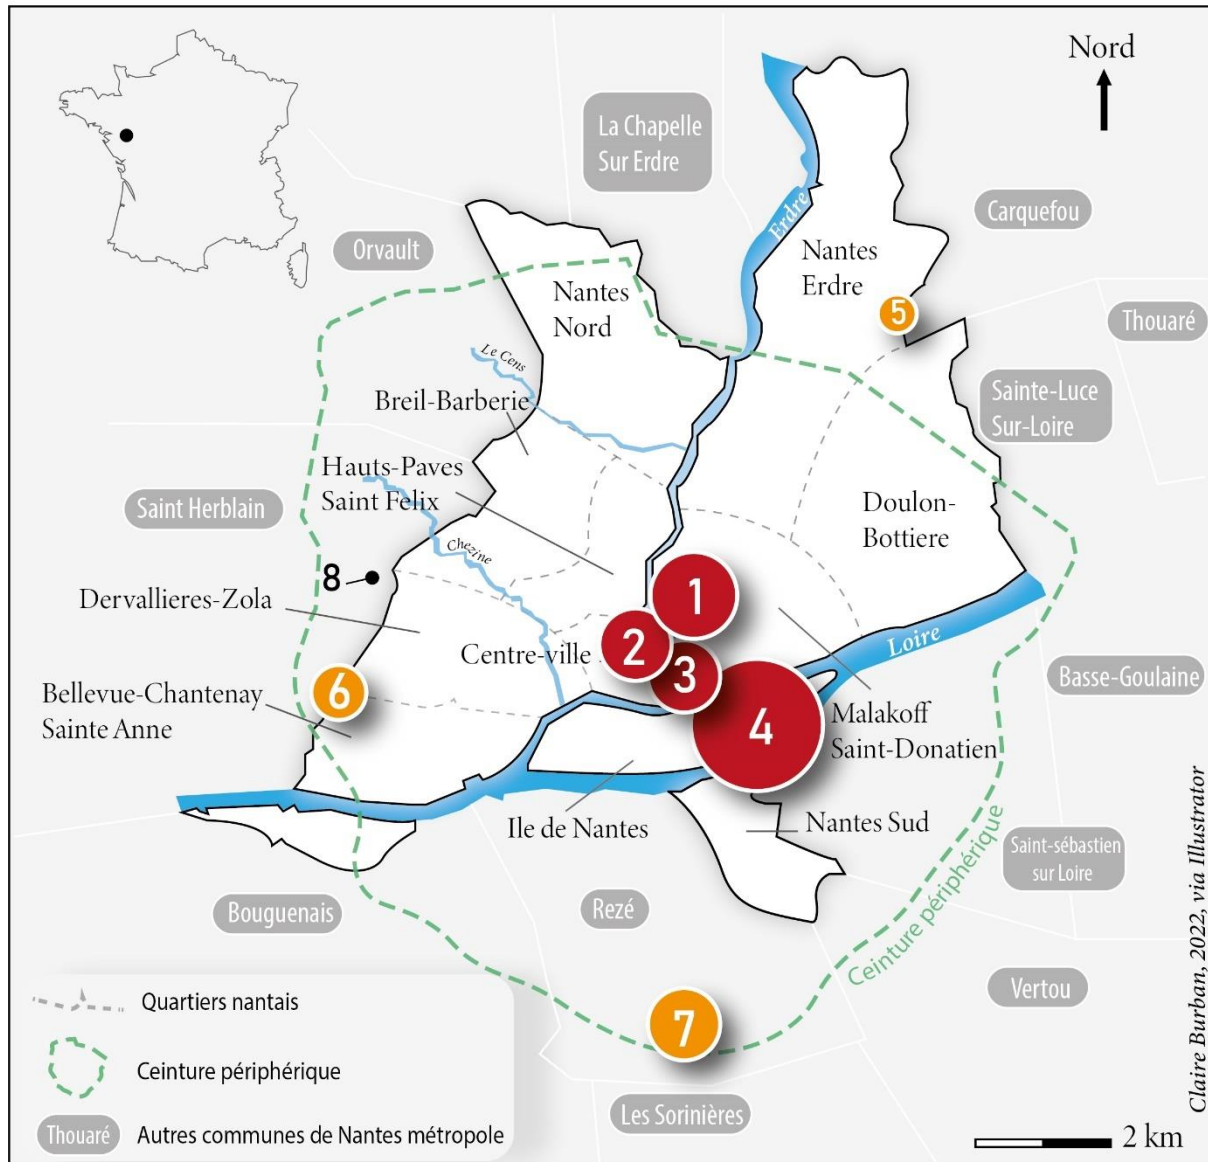 Nord
La Chapelle
Sur Erdre
Erdre
Carquefou
Orvault
Nantes
Erdre
Nantes
Nord
5
Thouaré
Le Cens
Sainte-Luce
Sur-Loire
Breil-Barberie
Hauts-Paves
Saint Felix
Saint Herblain
Doulon-
Bottiere
Chezine
8
Dervallieres-Zola
1
Loire
2
Centre-ville
3
Basse-Goulaine
6
Bellevue-Chantenay
Sainte Anne
4
Malakoff
Saint-Donatien
Ile de Nantes
Nantes Sud
Saint-sébastien
sur Loire
Bouguenais
Rezé
Ceinture périphérique
Vertou
7
Les Sorinières
Quartiers nantais
Ceinture périphérique
Thouaré
Autres communes de Nantes métropole
2 km
Claire Burban, 2022, via Illustrator